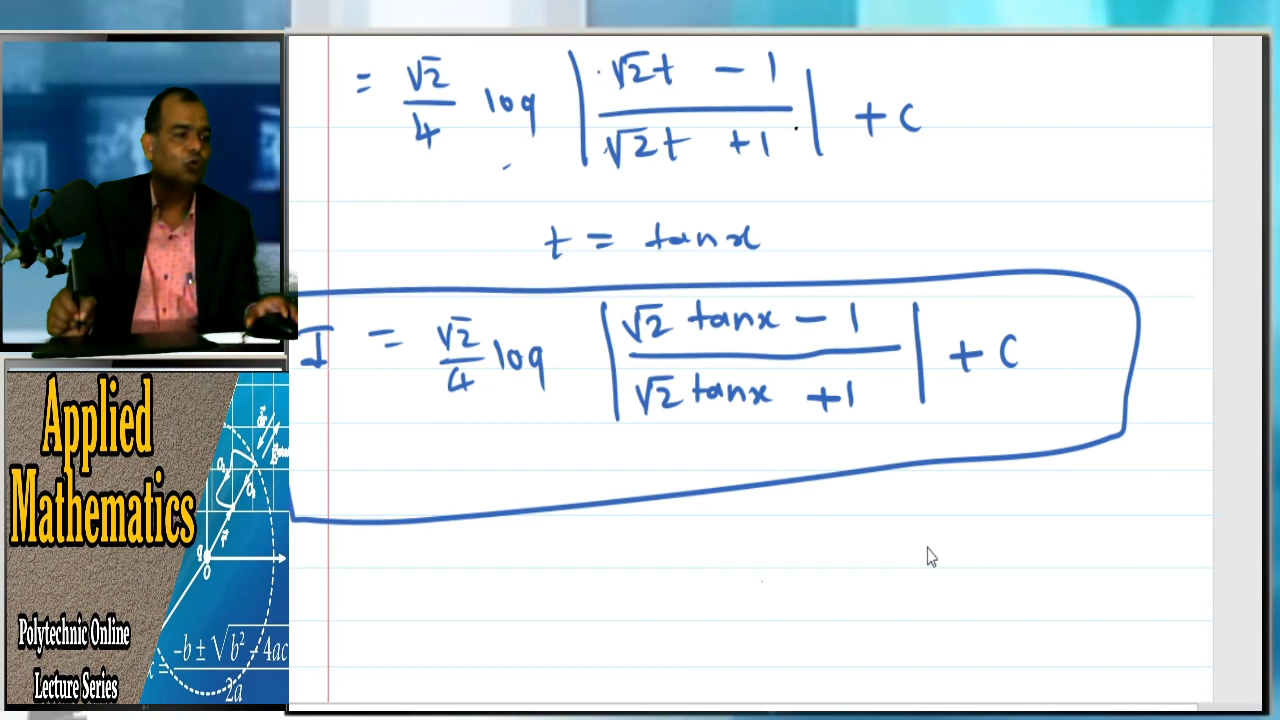 = √2/4 log | (√2t - 1)/(√2t + 1) | + c
t = tanx
I = √2/4 log | (√2 tanx - 1)/(√2 tanx + 1) | + c
Applied
Mathematics
Polytechnic Online
Lecture Series
x = (-b ± √(b² - 4ac))/2a